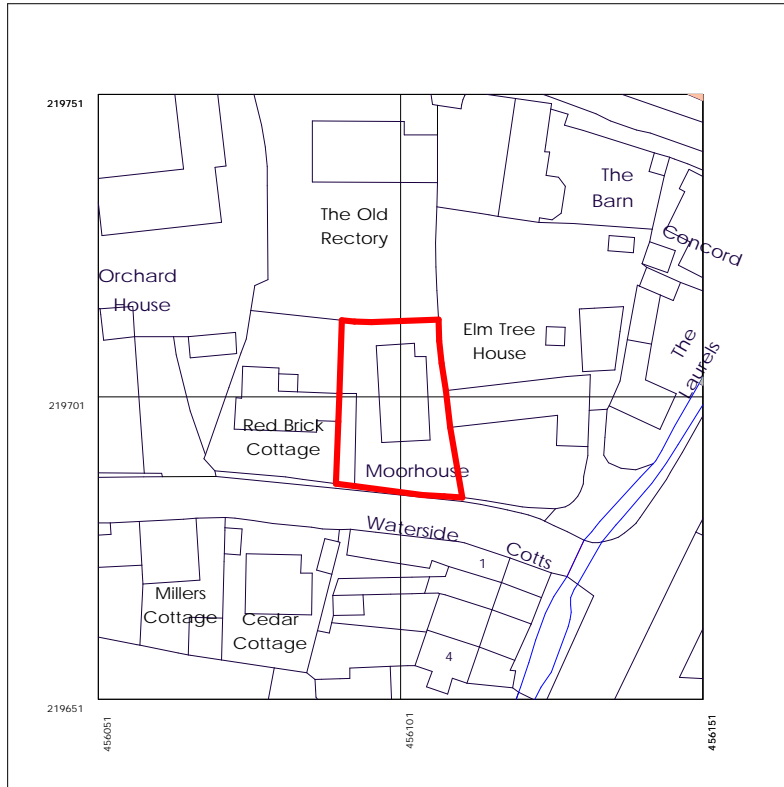 219751
The
Barn
The Old
Rectory
Concord
Orchard
House
Elm Tree
House
The
Laurels
219701
Red Brick
Cottage
Moorhouse
Waterside
Cotts
1
Millers
Cottage
Cedar
Cottage
4
219651
456051
456101
456151